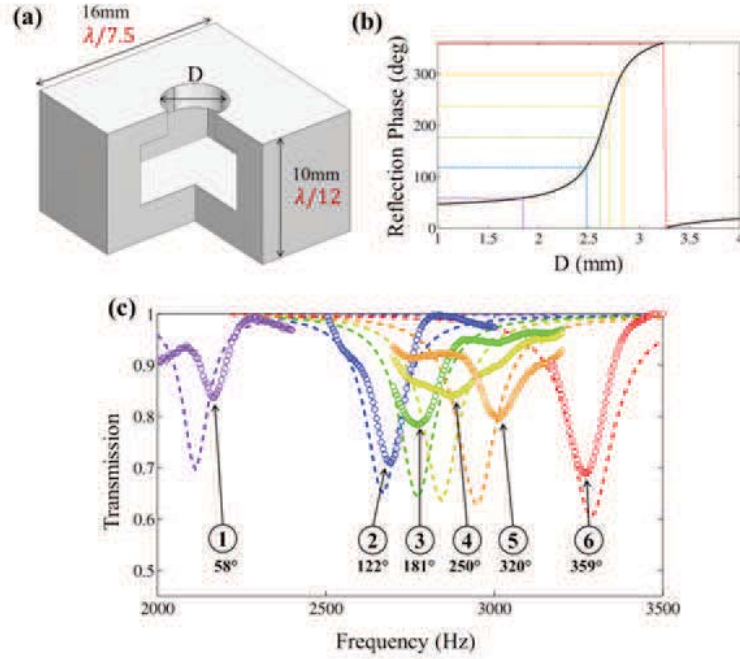 (a)
16mm
λ/7.5
D
10mm
λ/12
(b)
Reflection Phase (deg)
300
200
100
0
1
1.5
2
2.5
3
3.5
4
D (mm)
(c)
Transmission
1
0.9
0.8
0.7
0.6
0.5
1
2
3
4
5
6
58°
122°
181°
250°
320°
359°
2000
2500
3000
3500
Frequency (Hz)